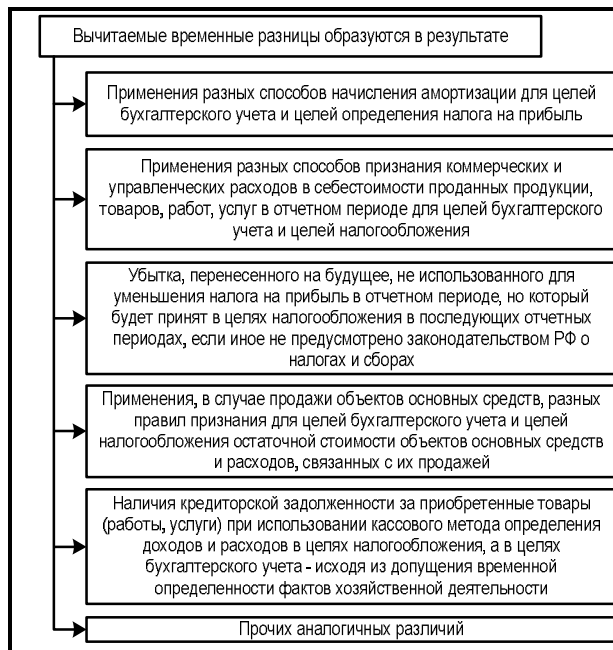 Вычитаемые временные разницы образуются в результате
Применения разных способов начисления амортизации для целей
бухгалтерского учета и целей определения налога на прибыль
Применения разных способов признания коммерческих и
управленческих расходов в себестоимости проданных продукции,
товаров, работ, услуг в отчетном периоде для целей бухгалтерского
учета и целей налогообложения
Убытка, перенесенного на будущее, не использованного для
уменьшения налога на прибыль в отчетном периоде, но который
будет принят в целях налогообложения в последующих отчетных
периодах, если иное не предусмотрено законодательством РФ о
налогах и сборах
Применения, в случае продажи объектов основных средств, разных
правил признания для целей бухгалтерского учета и целей
налогообложения остаточной стоимости объектов основных средств
и расходов, связанных с их продажей
Наличия кредиторской задолженности за приобретенные товары
(работы, услуги) при использовании кассового метода определения
доходов и расходов в целях налогообложения, а в целях
бухгалтерского учета - исходя из допущения временной
определенности фактов хозяйственной деятельности
Прочих аналогичных различий